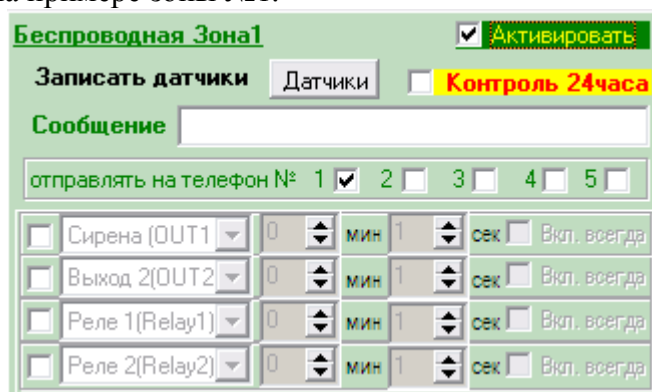 Беспроводная Зона1 Активировать
Записать датчики Датчики Контроль 24часа
Сообщение
отправлять на телефон № 1 2 3 4 5
Сирена (OUT1 0 мин 1 сек Вкл. всегда
Выход 2(OUT2 0 мин 1 сек Вкл. всегда
Реле 1(Relay1) 0 мин 1 сек Вкл. всегда
Реле 2(Relay2) 0 мин 1 сек Вкл. всегда